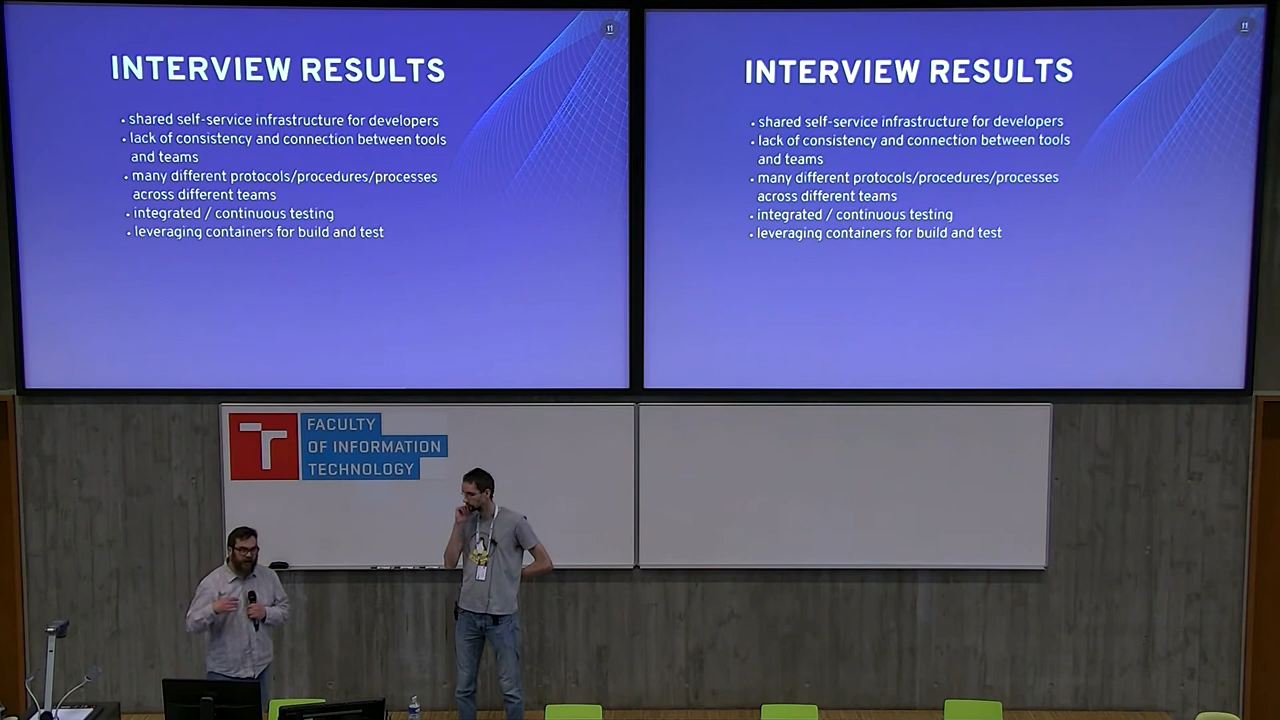 11
INTERVIEW RESULTS
• shared self-service infrastructure for developers
• lack of consistency and connection between tools
and teams
• many different protocols/procedures/processes
across different teams
• integrated / continuous testing
• leveraging containers for build and test
11
INTERVIEW RESULTS
• shared self-service infrastructure for developers
• lack of consistency and connection between tools
and teams
• many different protocols/procedures/processes
across different teams
• integrated / continuous testing
• leveraging containers for build and test
T
FACULTY
OF INFORMATION
TECHNOLOGY